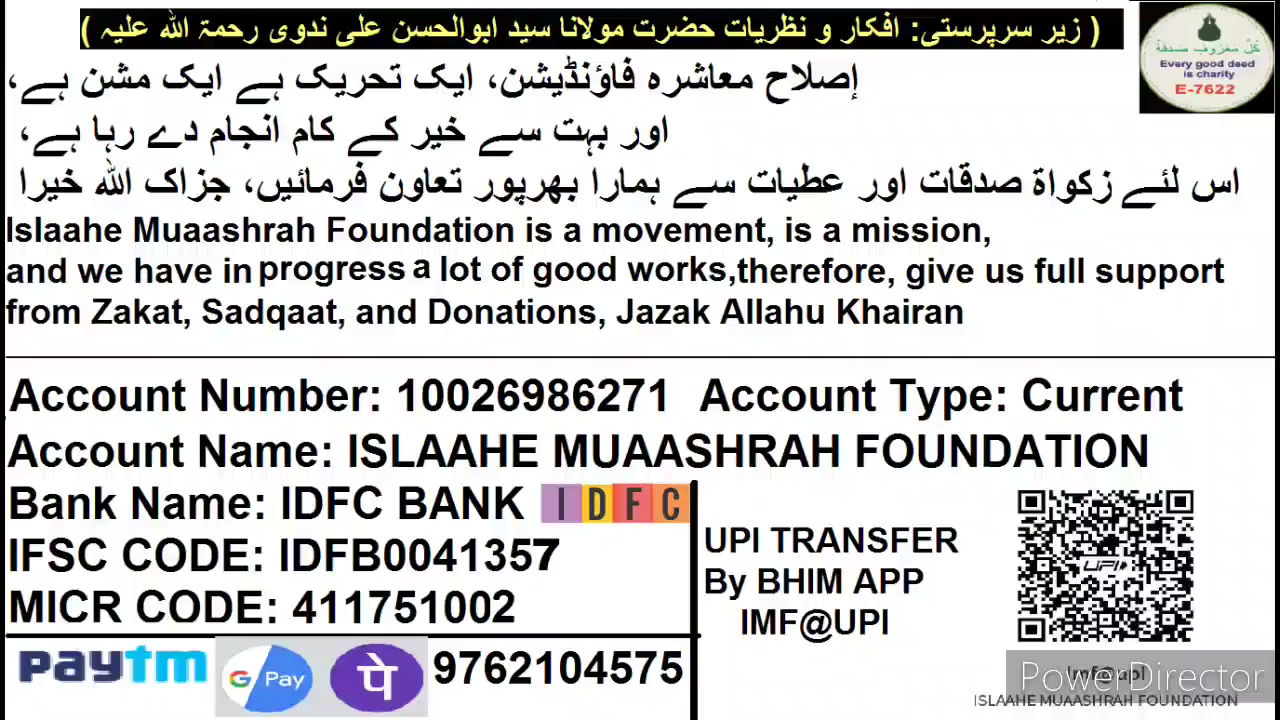 ( زیر سرپرستی: افکار و نظریات حضرت مولانا سید ابوالحسن علی ندوی رحمۃ اللہ علیہ )
كُلُّ مَعْرُوفٍ صَدَقَةٌ
Every good deed
is charity
E-7622
إصلاح معاشرہ فاؤنڈیشن، ایک تحریک ہے ایک مشن ہے،
اور بہت سے خیر کے کام انجام دے رہا ہے،
اس لئے زکواۃ صدقات اور عطیات سے ہمارا بھرپور تعاون فرمائیں، جزاک اللہ خیرا
Islaahe Muaashrah Foundation is a movement, is a mission,
and we have in progress a lot of good works,therefore, give us full support
from Zakat, Sadqaat, and Donations, Jazak Allahu Khairan
Account Number: 10026986271 Account Type: Current
Account Name: ISLAAHE MUAASHRAH FOUNDATION
Bank Name: IDFC BANK IDFC
IFSC CODE: IDFB0041357
MICR CODE: 411751002
UPI TRANSFER
By BHIM APP
IMF@UPI
UPI
paytm G Pay पे 9762104575
imf@upi
PowerDirector
ISLAAHE MUAASHRAH FOUNDATION